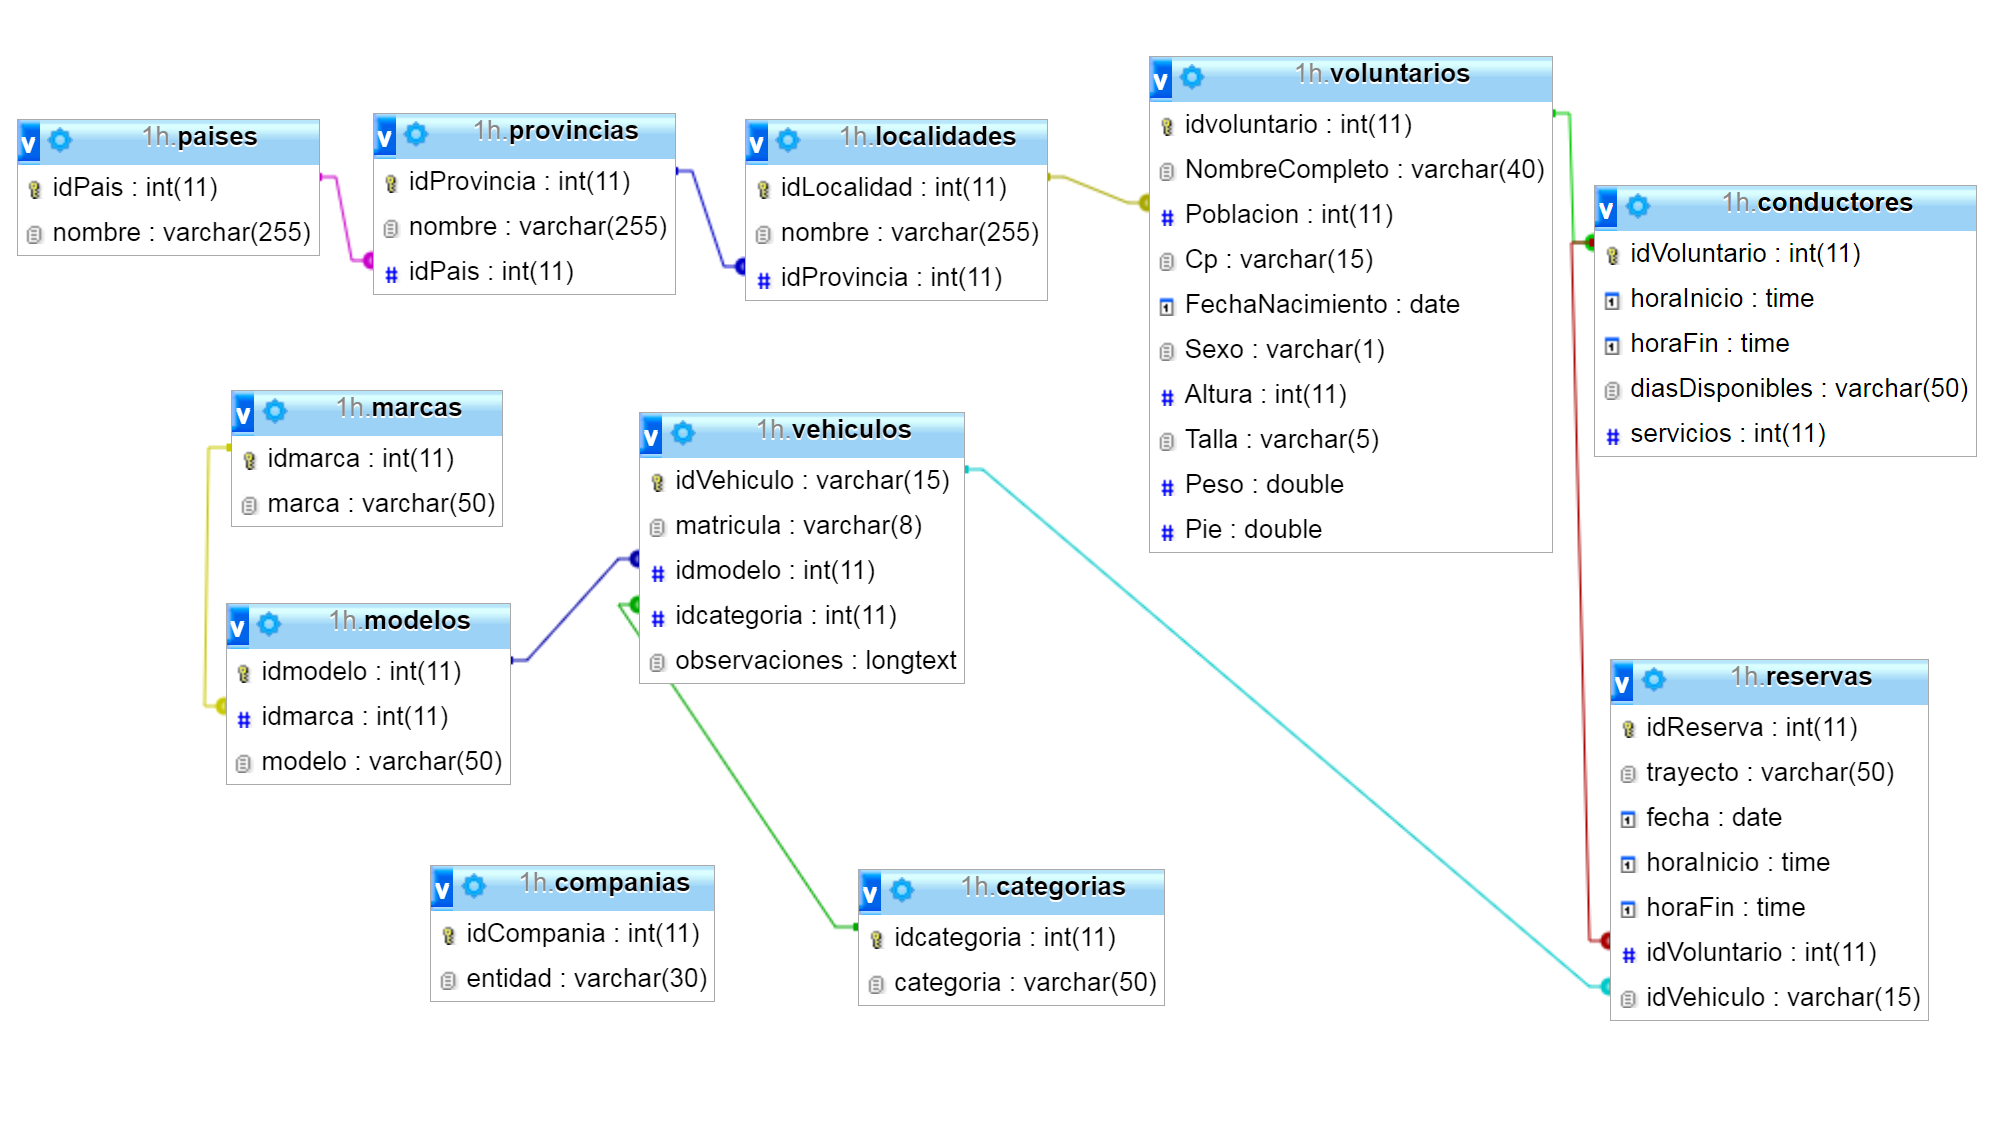 1h.paises
idPais : int(11)
nombre : varchar(255)
1h.provincias
idProvincia : int(11)
nombre : varchar(255)
idPais : int(11)
1h.localidades
idLocalidad : int(11)
nombre : varchar(255)
idProvincia : int(11)
1h.voluntarios
idvoluntario : int(11)
NombreCompleto : varchar(40)
Poblacion : int(11)
Cp : varchar(15)
FechaNacimiento : date
Sexo : varchar(1)
Altura : int(11)
Talla : varchar(5)
Peso : double
Pie : double
1h.conductores
idVoluntario : int(11)
horaInicio : time
horaFin : time
diasDisponibles : varchar(50)
servicios : int(11)
1h.marcas
idmarca : int(11)
marca : varchar(50)
1h.vehiculos
idVehiculo : varchar(15)
matricula : varchar(8)
idmodelo : int(11)
idcategoria : int(11)
observaciones : longtext
1h.modelos
idmodelo : int(11)
idmarca : int(11)
modelo : varchar(50)
1h.reservas
idReserva : int(11)
trayecto : varchar(50)
fecha : date
horaInicio : time
horaFin : time
idVoluntario : int(11)
idVehiculo : varchar(15)
1h.companias
idCompania : int(11)
entidad : varchar(30)
1h.categorias
idcategoria : int(11)
categoria : varchar(50)